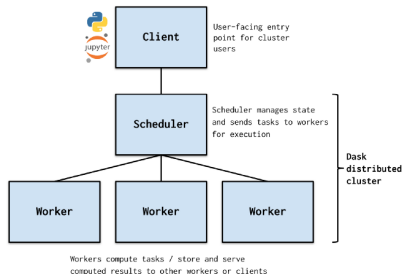 jupyter
Client
User-facing entry
point for cluster
users
Scheduler
Scheduler manages state
and sends tasks to workers
for execution
Dask
distributed
cluster
Worker
Worker
Worker
Workers compute tasks / store and serve
computed results to other workers or clients